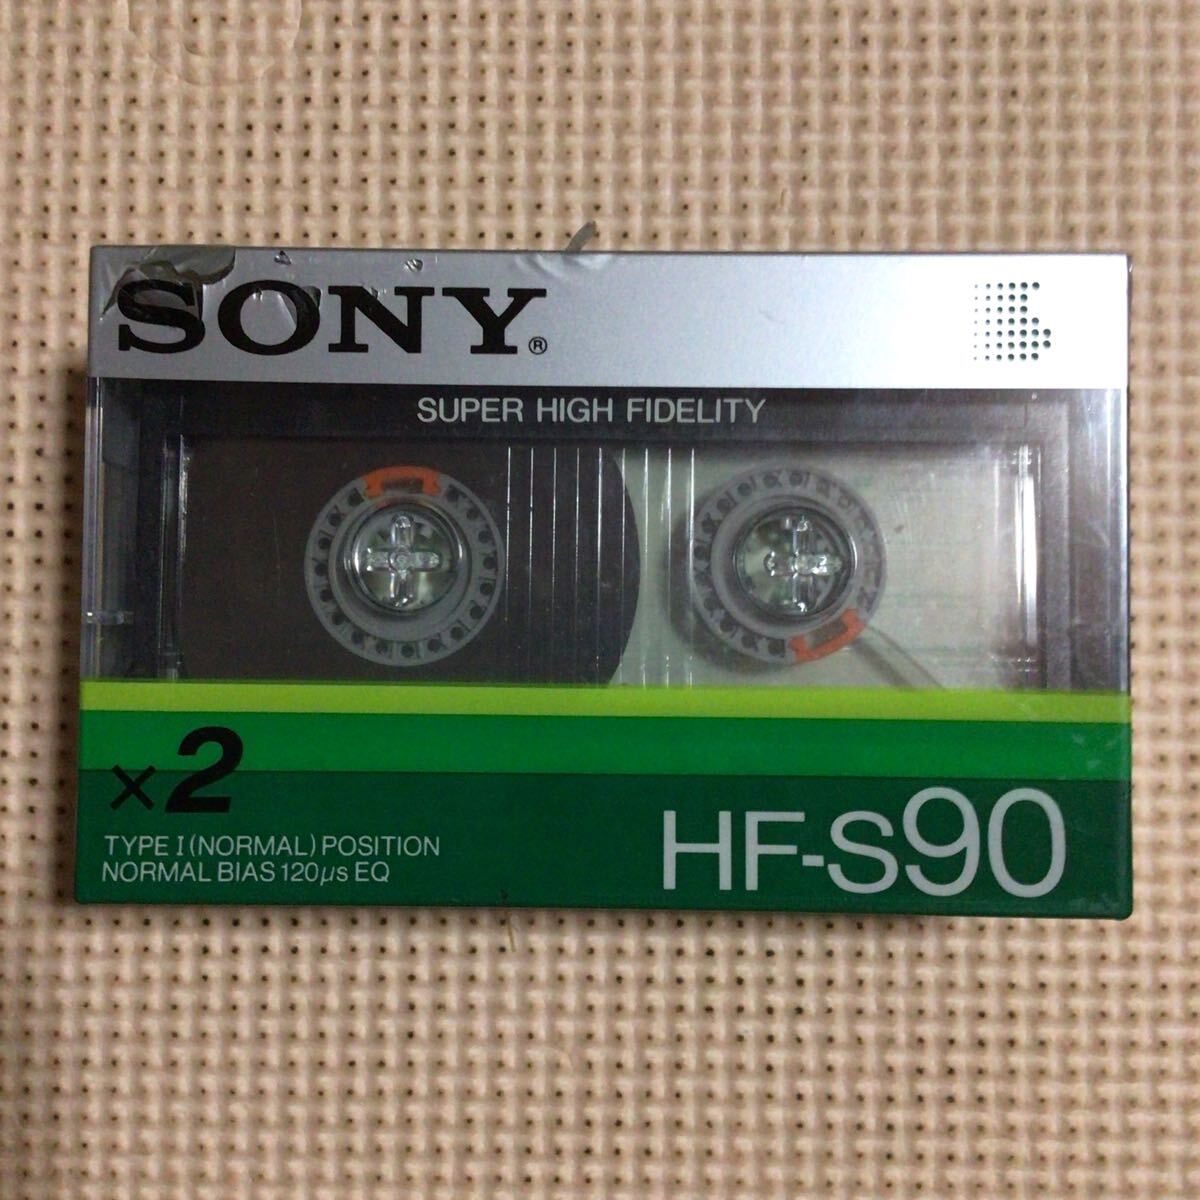 SONY®
SUPER HIGH FIDELITY
×2
TYPE I (NORMAL) POSITION
NORMAL BIAS 120μs EQ
HF-S90